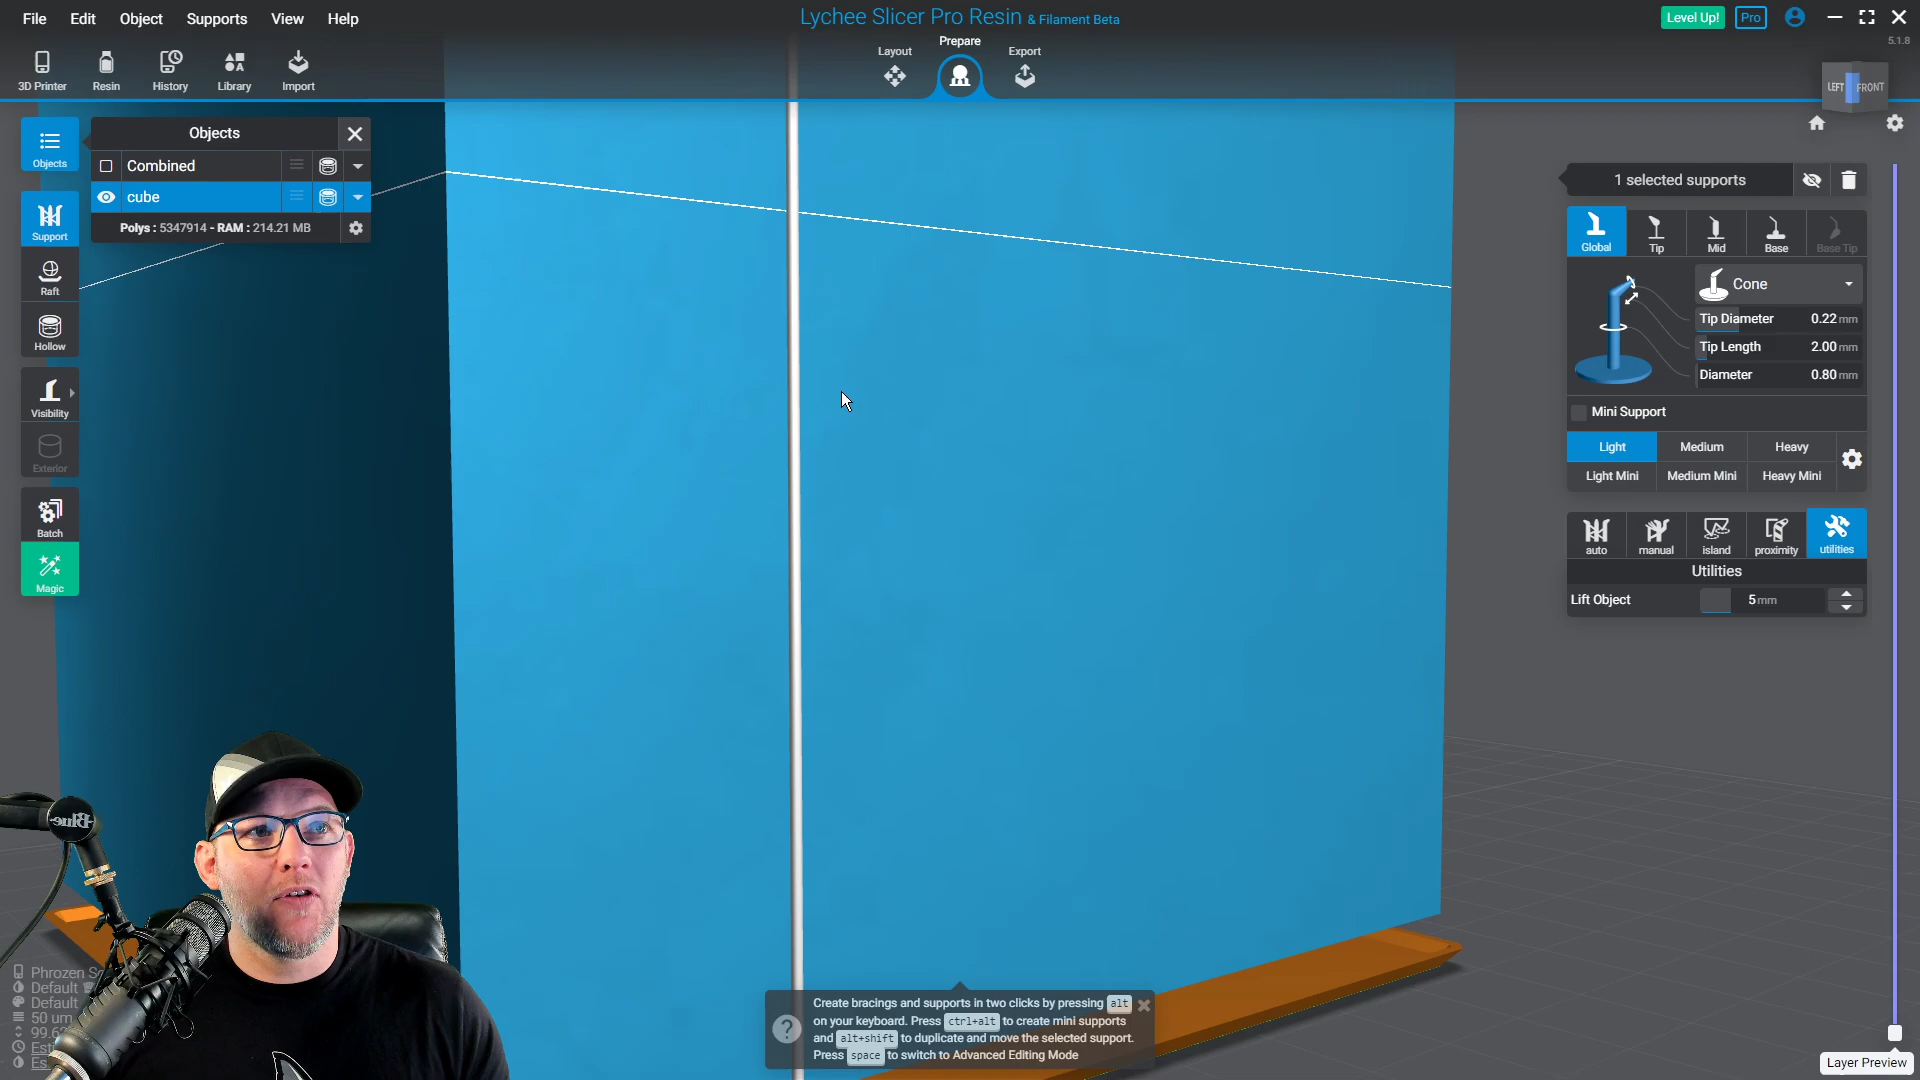 File Edit Object Supports View Help
Lychee Slicer Pro Resin & Filament Beta
Level Up! Pro
5.1.8
3D Printer Resin History Library Import
Layout Prepare Export
LEFT FRONT
Objects
Objects
Combined
cube
Polys : 5347914 - RAM : 214.21 MB
Support
Raft
Hollow
Visibility
Exterior
Batch
Magic
1 selected supports
Global Tip Mid Base Base Tip
Cone
Tip Diameter 0.22 mm
Tip Length 2.00 mm
Diameter 0.80 mm
Mini Support
Light Medium Heavy
Light Mini Medium Mini Heavy Mini
auto manual island proximity utilities
Utilities
Lift Object 5 mm
Blue
Phrozen
Default
Default
50 um
Create bracings and supports in two clicks by pressing alt
on your keyboard. Press ctrl+alt to create mini supports
and alt+shift to duplicate and move the selected support.
Press space to switch to Advanced Editing Mode
Layer Preview